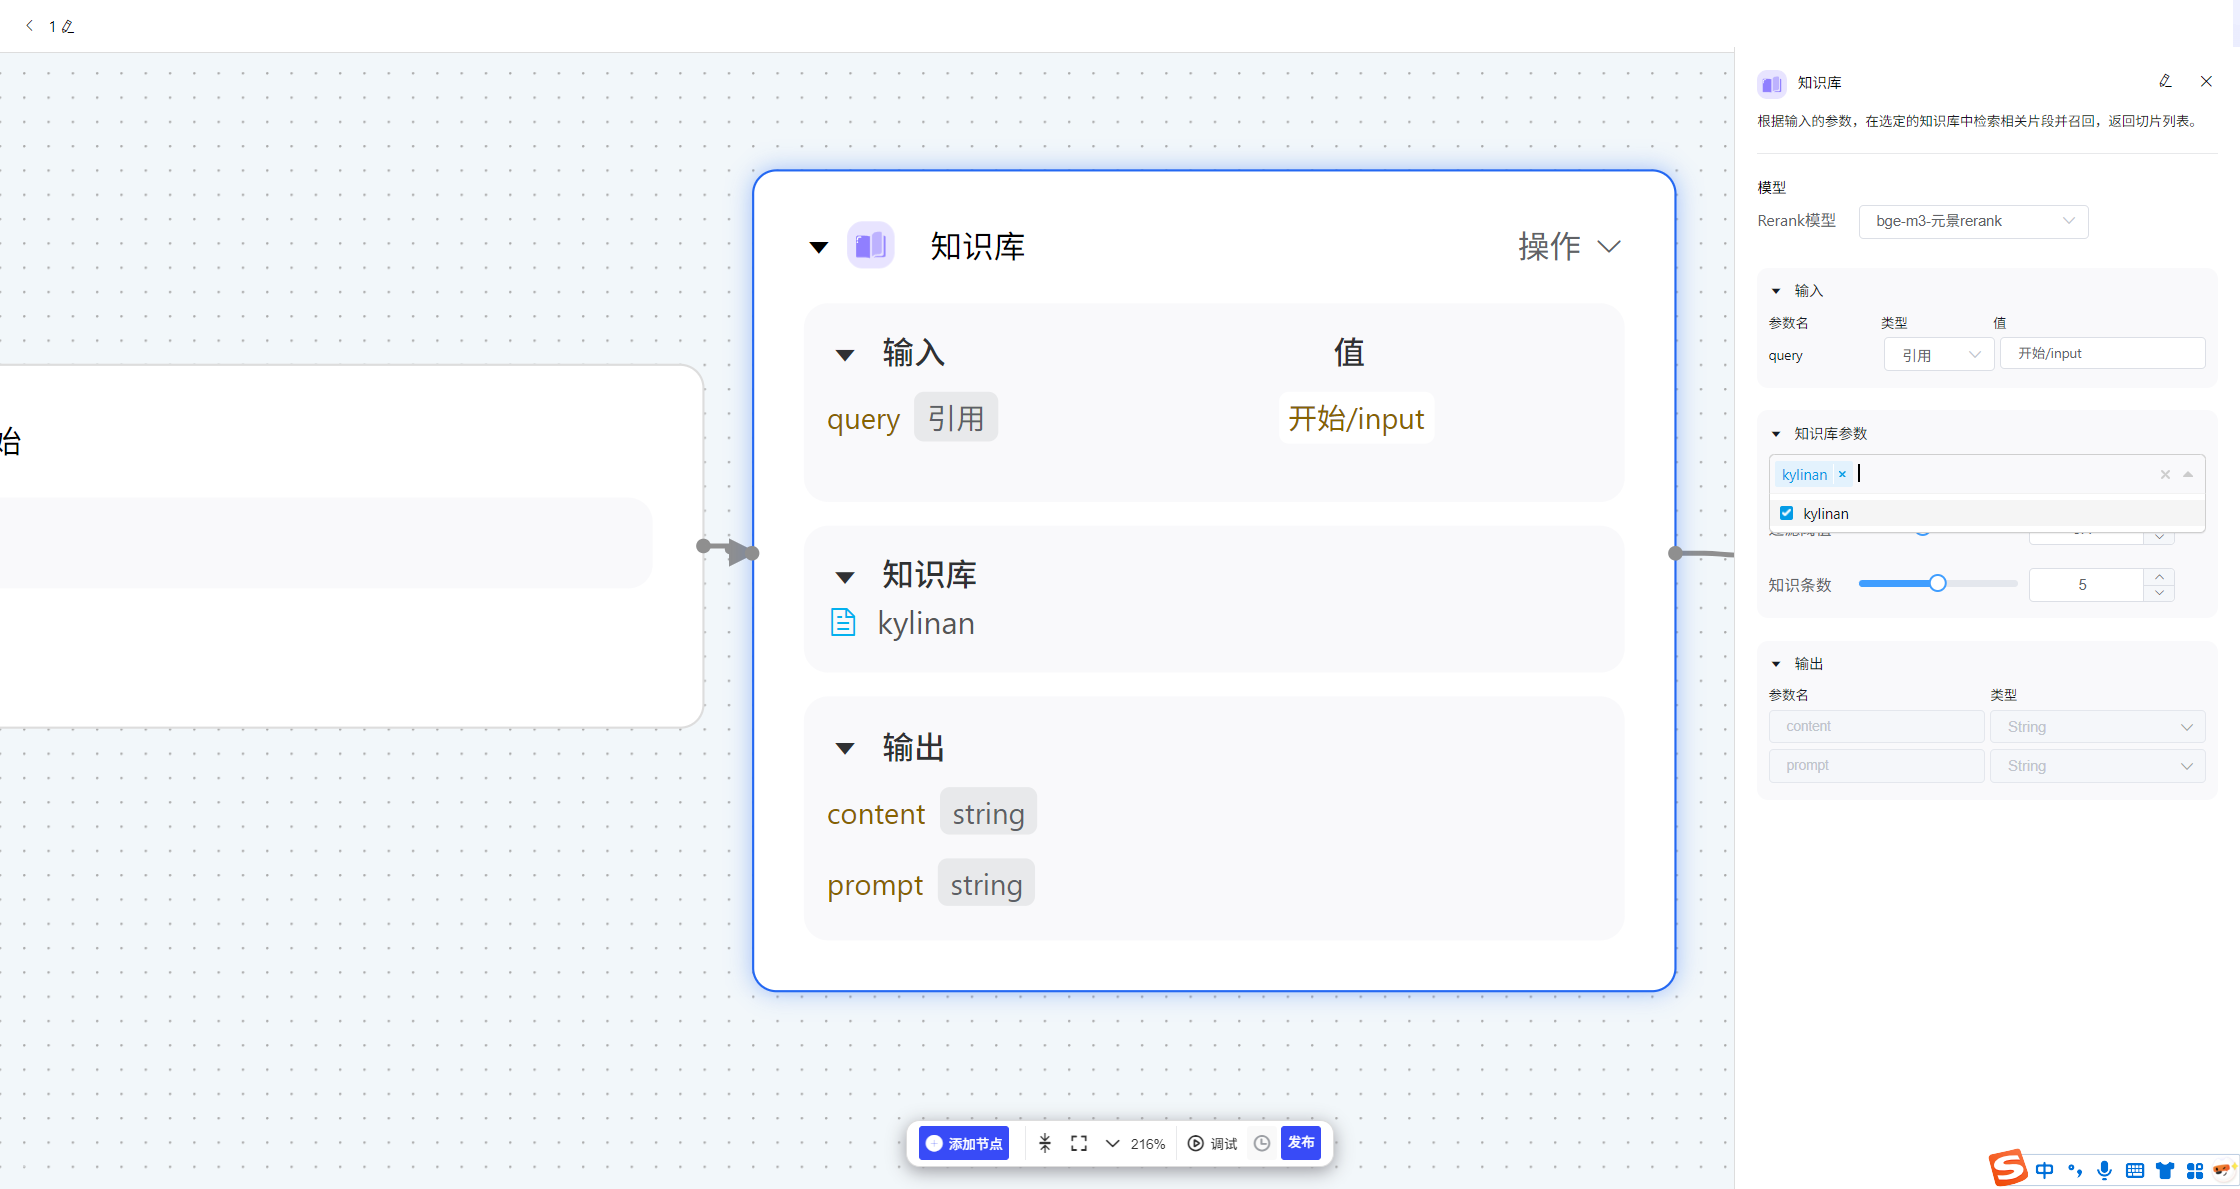 1
始
知识库
操作
输入
值
query 引用
开始/input
知识库
kylinan
输出
content string
prompt string
添加节点
216%
调试
发布
知识库
根据输入的参数，在选定的知识库中检索相关片段并召回，返回切片列表。
模型
Rerank模型
bge-m3-元景rerank
输入
参数名 类型 值
query 引用 开始/input
知识库参数
kylinan ×
kylinan
知识条数
5
输出
参数名 类型
content String
prompt String
中